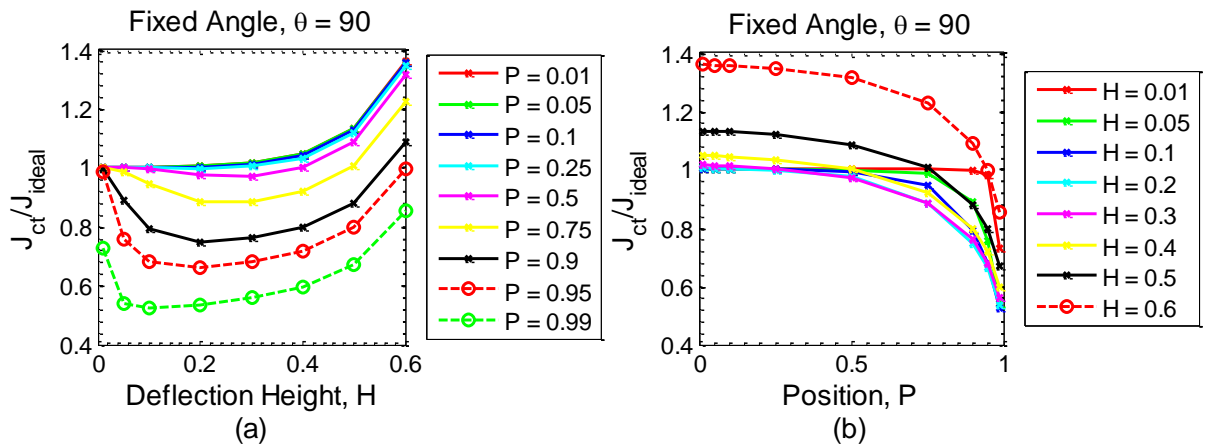 Fixed Angle, θ = 90
J_ct/J_ideal
1.4
1.2
1
0.8
0.6
0.4
0
0.2
0.4
0.6
Deflection Height, H
(a)
P = 0.01
P = 0.05
P = 0.1
P = 0.25
P = 0.5
P = 0.75
P = 0.9
P = 0.95
P = 0.99
Fixed Angle, θ = 90
J_ct/J_ideal
1.4
1.2
1.0
0.8
0.6
0.4
0
0.5
1
Position, P
(b)
H = 0.01
H = 0.05
H = 0.1
H = 0.2
H = 0.3
H = 0.4
H = 0.5
H = 0.6